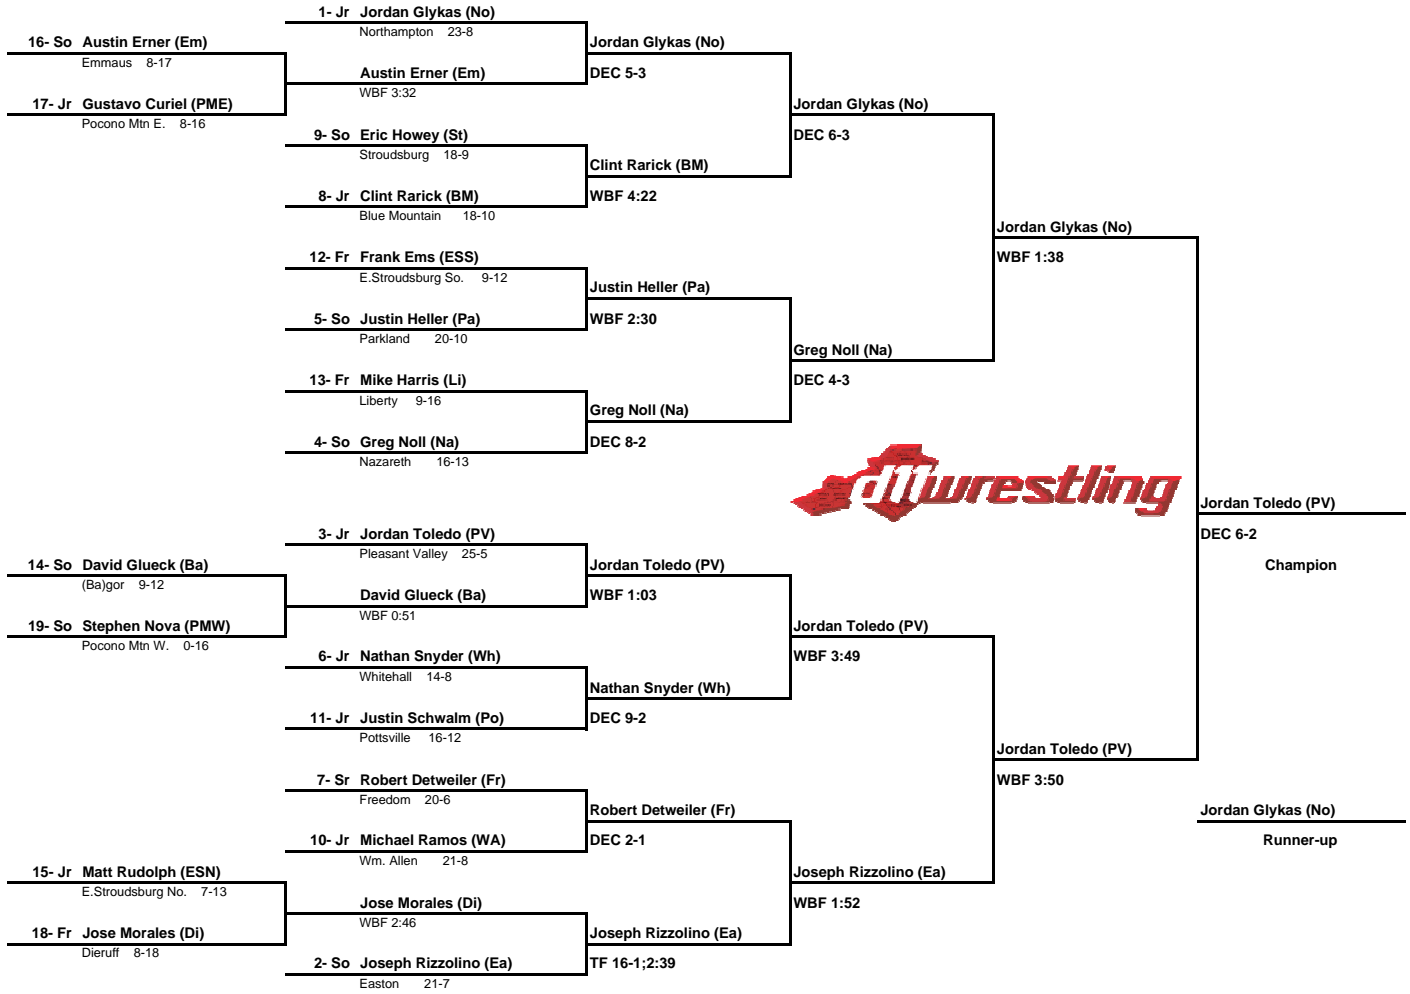 1- Jr Jordan Glykas (No)
Northampton 23-8
16- So Austin Erner (Em)
Emmaus 8-17
Austin Erner (Em)
WBF 3:32
17- Jr Gustavo Curiel (PME)
Pocono Mtn E. 8-16
Jordan Glykas (No)
DEC 5-3
9- So Eric Howey (St)
Stroudsburg 18-9
8- Jr Clint Rarick (BM)
Blue Mountain 18-10
Clint Rarick (BM)
WBF 4:22
Jordan Glykas (No)
DEC 6-3
12- Fr Frank Ems (ESS)
E.Stroudsburg So. 9-12
5- So Justin Heller (Pa)
Parkland 20-10
Justin Heller (Pa)
WBF 2:30
13- Fr Mike Harris (Li)
Liberty 9-16
4- So Greg Noll (Na)
Nazareth 16-13
Greg Noll (Na)
DEC 8-2
Greg Noll (Na)
DEC 4-3
Jordan Glykas (No)
WBF 1:38
d11wrestling
3- Jr Jordan Toledo (PV)
Pleasant Valley 25-5
14- So David Glueck (Ba)
(Ba)gor 9-12
David Glueck (Ba)
WBF 0:51
19- So Stephen Nova (PMW)
Pocono Mtn W. 0-16
Jordan Toledo (PV)
WBF 1:03
6- Jr Nathan Snyder (Wh)
Whitehall 14-8
11- Jr Justin Schwalm (Po)
Pottsville 16-12
Nathan Snyder (Wh)
DEC 9-2
Jordan Toledo (PV)
WBF 3:49
7- Sr Robert Detweiler (Fr)
Freedom 20-6
10- Jr Michael Ramos (WA)
Wm. Allen 21-8
Robert Detweiler (Fr)
DEC 2-1
15- Jr Matt Rudolph (ESN)
E.Stroudsburg No. 7-13
Jose Morales (Di)
WBF 2:46
18- Fr Jose Morales (Di)
Dieruff 8-18
2- So Joseph Rizzolino (Ea)
Easton 21-7
Joseph Rizzolino (Ea)
TF 16-1;2:39
Joseph Rizzolino (Ea)
WBF 1:52
Jordan Toledo (PV)
WBF 3:50
Jordan Toledo (PV)
DEC 6-2
Champion
Jordan Glykas (No)
Runner-up